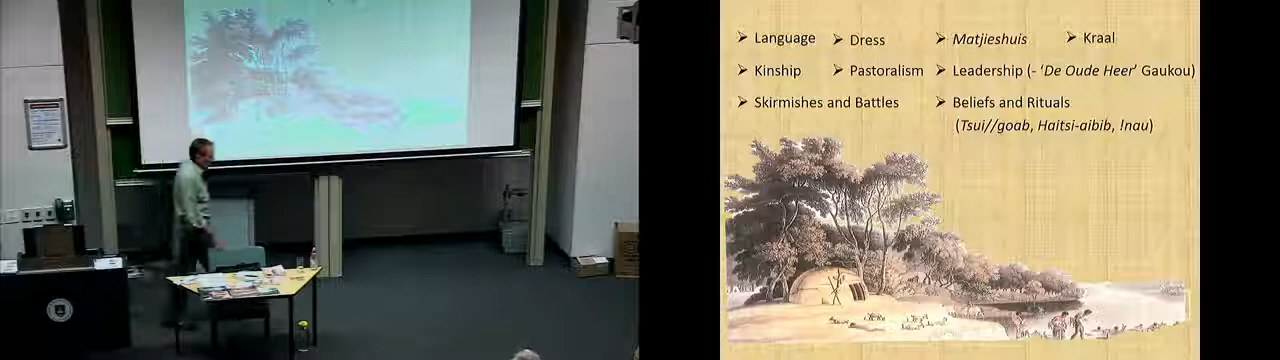 ➢ Language ➢ Dress ➢ Matjieshuis ➢ Kraal
➢ Kinship ➢ Pastoralism ➢ Leadership (- ‘De Oude Heer’ Gaukou)
➢ Skirmishes and Battles ➢ Beliefs and Rituals
(Tsui//goab, Haitsi-aibib, !nau)